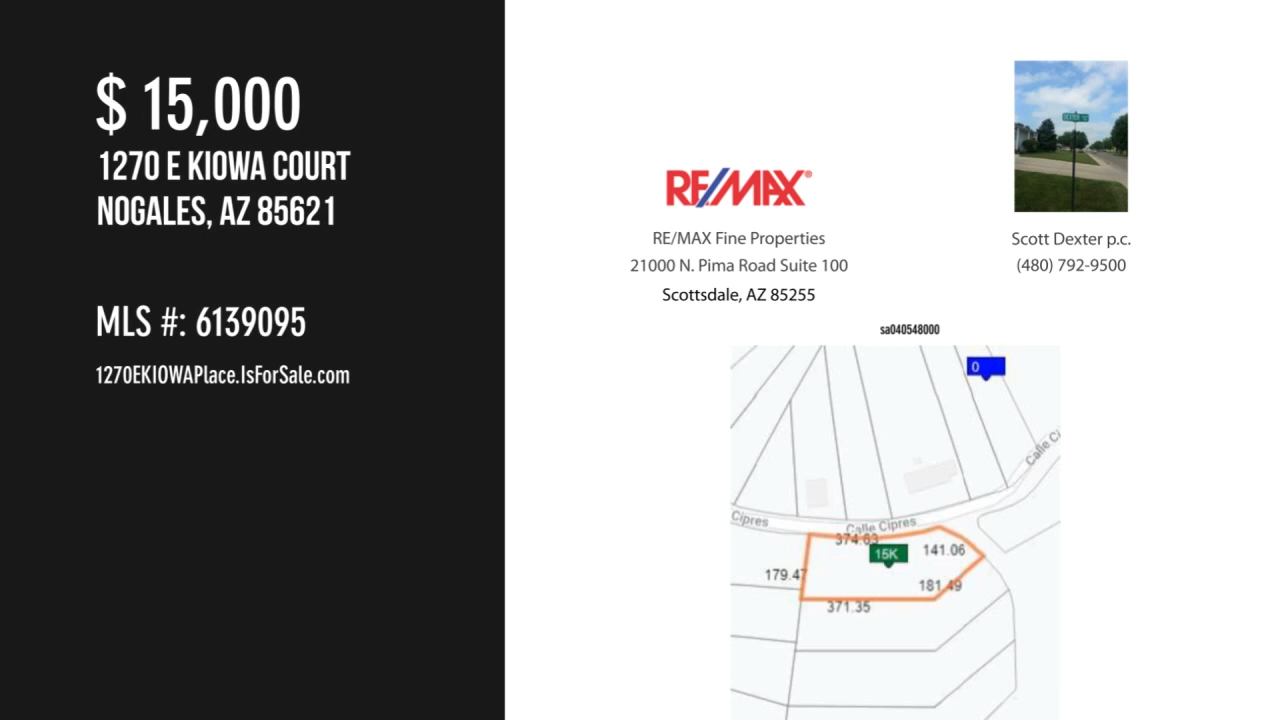 $ 15,000
1270 E KIOWA COURT
NOGALES, AZ 85621
MLS #: 6139095
1270EKIOWAPlace.IsForSale.com
RE/MAX®
RE/MAX Fine Properties
21000 N. Pima Road Suite 100
Scottsdale, AZ 85255
Scott Dexter p.c.
(480) 792-9500
sa040548000
0
Calle Ci
Cipres
Calle Cipres
374.63
15K
141.06
179.47
181.49
371.35